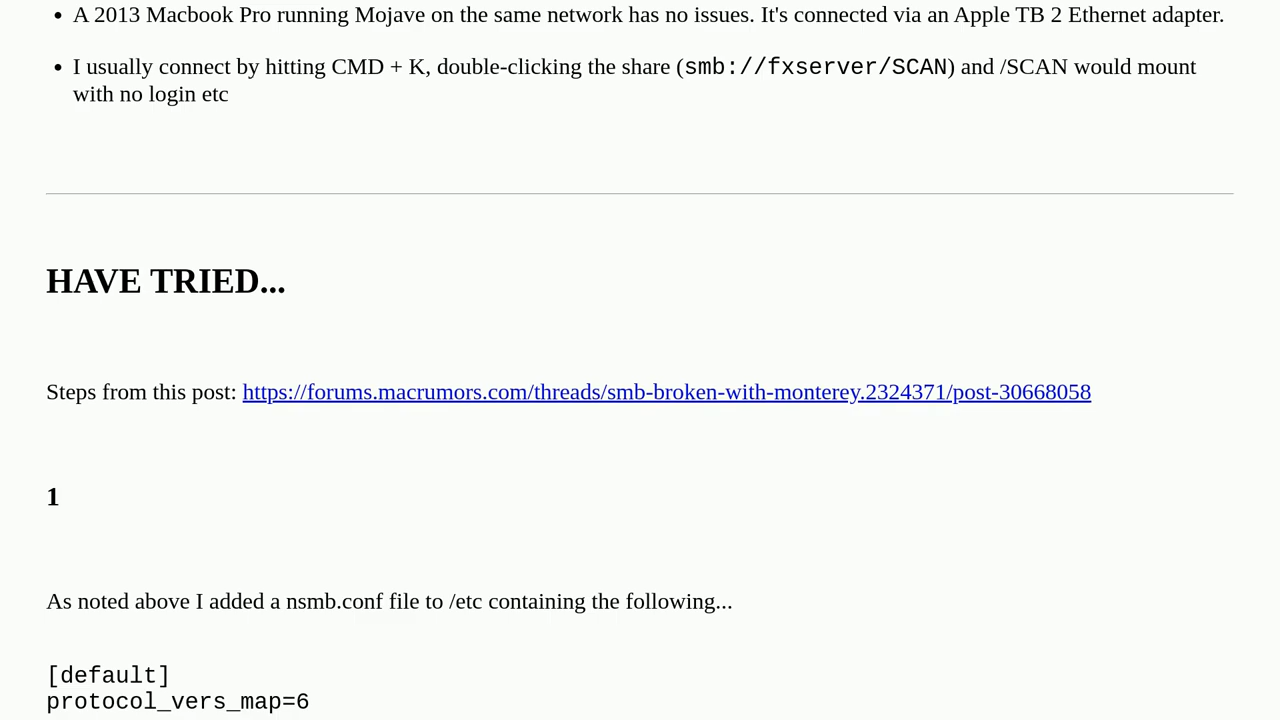 • A 2013 Macbook Pro running Mojave on the same network has no issues. It's connected via an Apple TB 2 Ethernet adapter.
• I usually connect by hitting CMD + K, double-clicking the share (smb://fxserver/SCAN) and /SCAN would mount
with no login etc
HAVE TRIED...
Steps from this post: https://forums.macrumors.com/threads/smb-broken-with-monterey.2324371/post-30668058
1
As noted above I added a nsmb.conf file to /etc containing the following...
[default]
protocol_vers_map=6